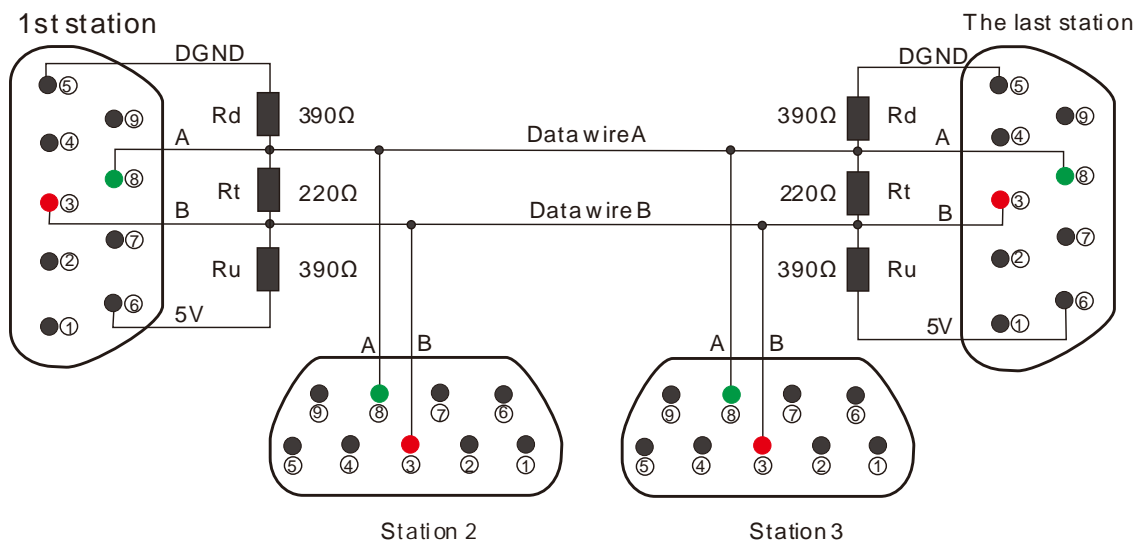 1st station
The last station
DGND
DGND
⑤
⑤
Rd
390Ω
390Ω
Rd
⑨
⑨
④
A
Data wire A
A
④
⑧
⑧
Rt
220Ω
220Ω
Rt
③
B
Data wire B
B
③
⑦
⑦
②
Ru
390Ω
390Ω
Ru
②
⑥
5V
5V
⑥
①
①
A
B
A
B
⑨
⑧
⑦
⑥
⑨
⑧
⑦
⑥
⑤
④
③
②
①
⑤
④
③
②
①
Station 2
Station 3